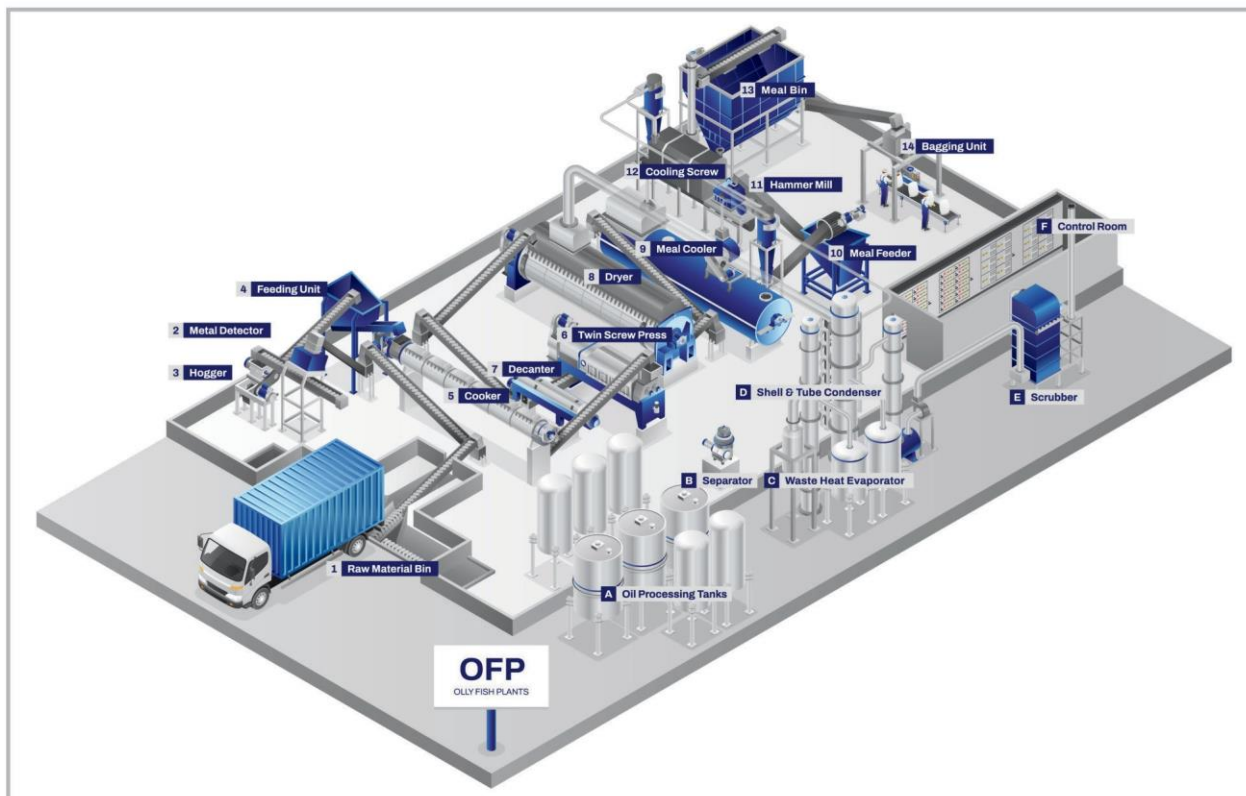 13 Meal Bin
14 Bagging Unit
12 Cooling Screw
11 Hammer Mill
F Control Room
9 Meal Cooler
10 Meal Feeder
8 Dryer
4 Feeding Unit
2 Metal Detector
6 Twin Screw Press
3 Hogger
7 Decanter
5 Cooker
D Shell & Tube Condenser
E Scrubber
B Separator
C Waste Heat Evaporator
1 Raw Material Bin
A Oil Processing Tanks
OFP
OLLY FISH PLANTS